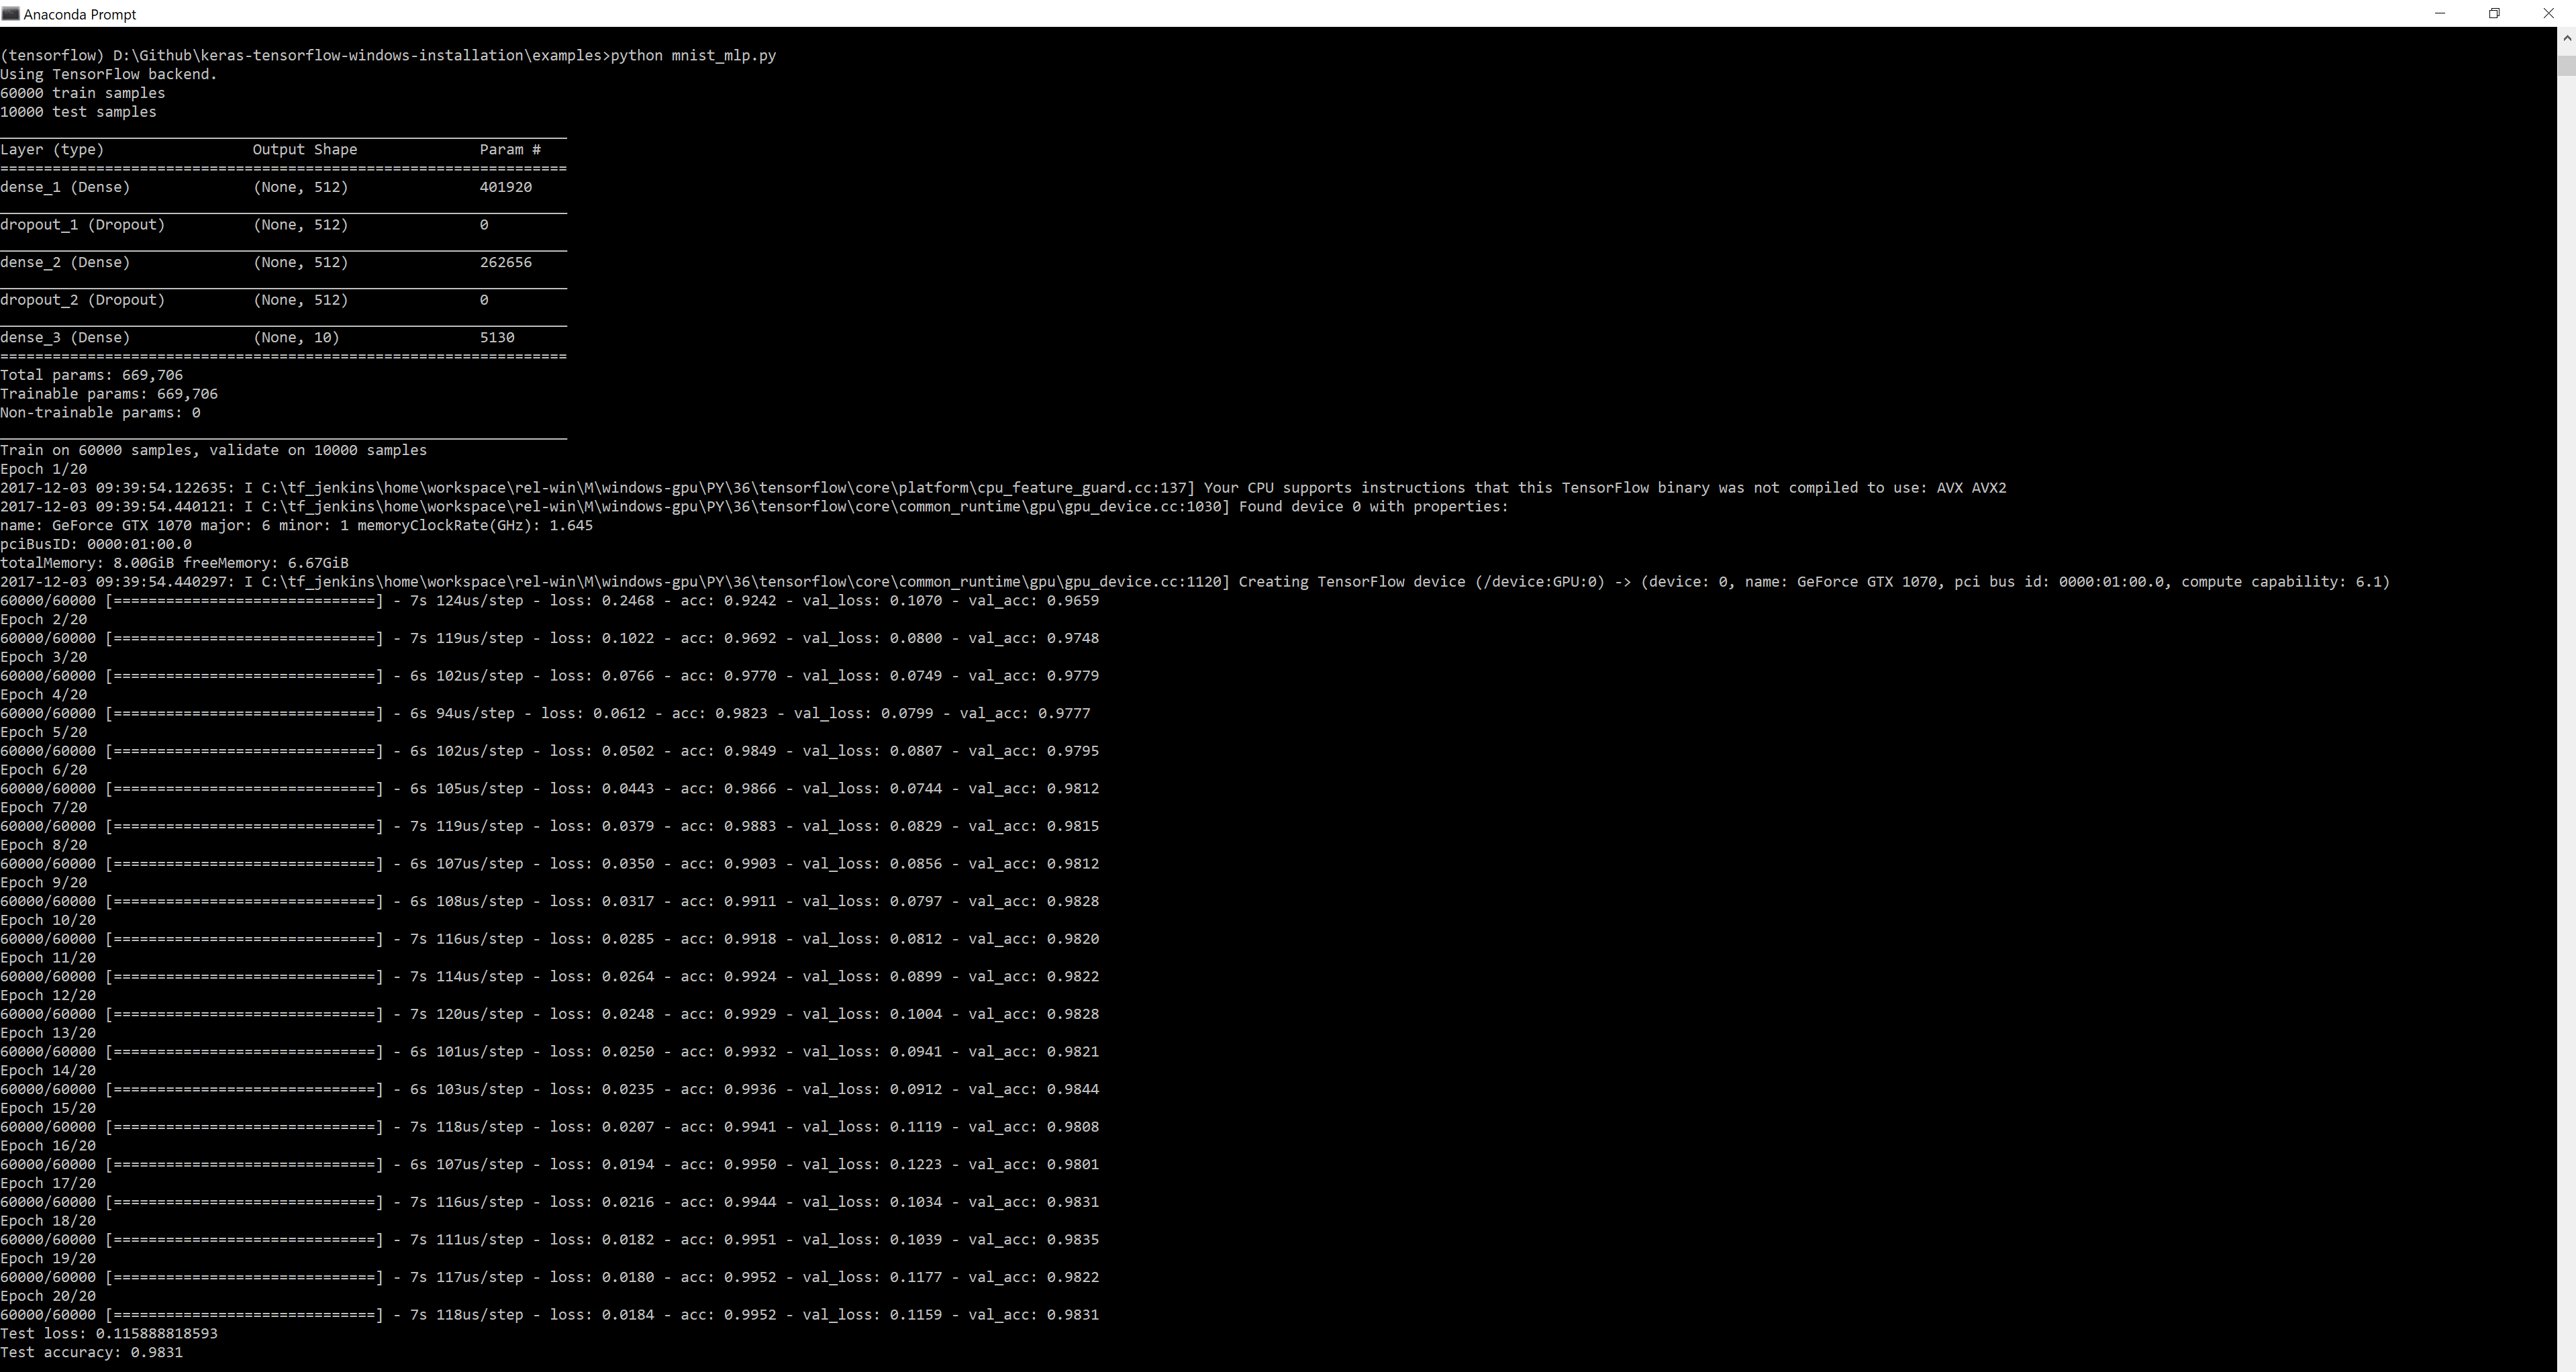 Anaconda Prompt
(tensorflow) D:\Github\keras-tensorflow-windows-installation\examples>python mnist_mlp.py
Using TensorFlow backend.
60000 train samples
10000 test samples
_________________________________________________________________
Layer (type)                 Output Shape              Param #
=================================================================
dense_1 (Dense)              (None, 512)               401920
_________________________________________________________________
dropout_1 (Dropout)          (None, 512)               0
_________________________________________________________________
dense_2 (Dense)              (None, 512)               262656
_________________________________________________________________
dropout_2 (Dropout)          (None, 512)               0
_________________________________________________________________
dense_3 (Dense)              (None, 10)                5130
=================================================================
Total params: 669,706
Trainable params: 669,706
Non-trainable params: 0
_________________________________________________________________
Train on 60000 samples, validate on 10000 samples
Epoch 1/20
2017-12-03 09:39:54.122635: I C:\tf_jenkins\home\workspace\rel-win\M\windows-gpu\PY\36\tensorflow\core\platform\cpu_feature_guard.cc:137] Your CPU supports instructions that this TensorFlow binary was not compiled to use: AVX AVX2
2017-12-03 09:39:54.440121: I C:\tf_jenkins\home\workspace\rel-win\M\windows-gpu\PY\36\tensorflow\core\common_runtime\gpu\gpu_device.cc:1030] Found device 0 with properties:
name: GeForce GTX 1070 major: 6 minor: 1 memoryClockRate(GHz): 1.645
pciBusID: 0000:01:00.0
totalMemory: 8.00GiB freeMemory: 6.67GiB
2017-12-03 09:39:54.440297: I C:\tf_jenkins\home\workspace\rel-win\M\windows-gpu\PY\36\tensorflow\core\common_runtime\gpu\gpu_device.cc:1120] Creating TensorFlow device (/device:GPU:0) -> (device: 0, name: GeForce GTX 1070, pci bus id: 0000:01:00.0, compute capability: 6.1)
60000/60000 [==============================] - 7s 124us/step - loss: 0.2468 - acc: 0.9242 - val_loss: 0.1070 - val_acc: 0.9659
Epoch 2/20
60000/60000 [==============================] - 7s 119us/step - loss: 0.1022 - acc: 0.9692 - val_loss: 0.0800 - val_acc: 0.9748
Epoch 3/20
60000/60000 [==============================] - 6s 102us/step - loss: 0.0766 - acc: 0.9770 - val_loss: 0.0749 - val_acc: 0.9779
Epoch 4/20
60000/60000 [==============================] - 6s 94us/step - loss: 0.0612 - acc: 0.9823 - val_loss: 0.0799 - val_acc: 0.9777
Epoch 5/20
60000/60000 [==============================] - 6s 102us/step - loss: 0.0502 - acc: 0.9849 - val_loss: 0.0807 - val_acc: 0.9795
Epoch 6/20
60000/60000 [==============================] - 6s 105us/step - loss: 0.0443 - acc: 0.9866 - val_loss: 0.0744 - val_acc: 0.9812
Epoch 7/20
60000/60000 [==============================] - 7s 119us/step - loss: 0.0379 - acc: 0.9883 - val_loss: 0.0829 - val_acc: 0.9815
Epoch 8/20
60000/60000 [==============================] - 6s 107us/step - loss: 0.0350 - acc: 0.9903 - val_loss: 0.0856 - val_acc: 0.9812
Epoch 9/20
60000/60000 [==============================] - 6s 108us/step - loss: 0.0317 - acc: 0.9911 - val_loss: 0.0797 - val_acc: 0.9828
Epoch 10/20
60000/60000 [==============================] - 7s 116us/step - loss: 0.0285 - acc: 0.9918 - val_loss: 0.0812 - val_acc: 0.9820
Epoch 11/20
60000/60000 [==============================] - 7s 114us/step - loss: 0.0264 - acc: 0.9924 - val_loss: 0.0899 - val_acc: 0.9822
Epoch 12/20
60000/60000 [==============================] - 7s 120us/step - loss: 0.0248 - acc: 0.9929 - val_loss: 0.1004 - val_acc: 0.9828
Epoch 13/20
60000/60000 [==============================] - 6s 101us/step - loss: 0.0250 - acc: 0.9932 - val_loss: 0.0941 - val_acc: 0.9821
Epoch 14/20
60000/60000 [==============================] - 6s 103us/step - loss: 0.0235 - acc: 0.9936 - val_loss: 0.0912 - val_acc: 0.9844
Epoch 15/20
60000/60000 [==============================] - 7s 118us/step - loss: 0.0207 - acc: 0.9941 - val_loss: 0.1119 - val_acc: 0.9808
Epoch 16/20
60000/60000 [==============================] - 6s 107us/step - loss: 0.0194 - acc: 0.9950 - val_loss: 0.1223 - val_acc: 0.9801
Epoch 17/20
60000/60000 [==============================] - 7s 116us/step - loss: 0.0216 - acc: 0.9944 - val_loss: 0.1034 - val_acc: 0.9831
Epoch 18/20
60000/60000 [==============================] - 7s 111us/step - loss: 0.0182 - acc: 0.9951 - val_loss: 0.1039 - val_acc: 0.9835
Epoch 19/20
60000/60000 [==============================] - 7s 117us/step - loss: 0.0180 - acc: 0.9952 - val_loss: 0.1177 - val_acc: 0.9822
Epoch 20/20
60000/60000 [==============================] - 7s 118us/step - loss: 0.0184 - acc: 0.9952 - val_loss: 0.1159 - val_acc: 0.9831
Test loss: 0.115888818593
Test accuracy: 0.9831